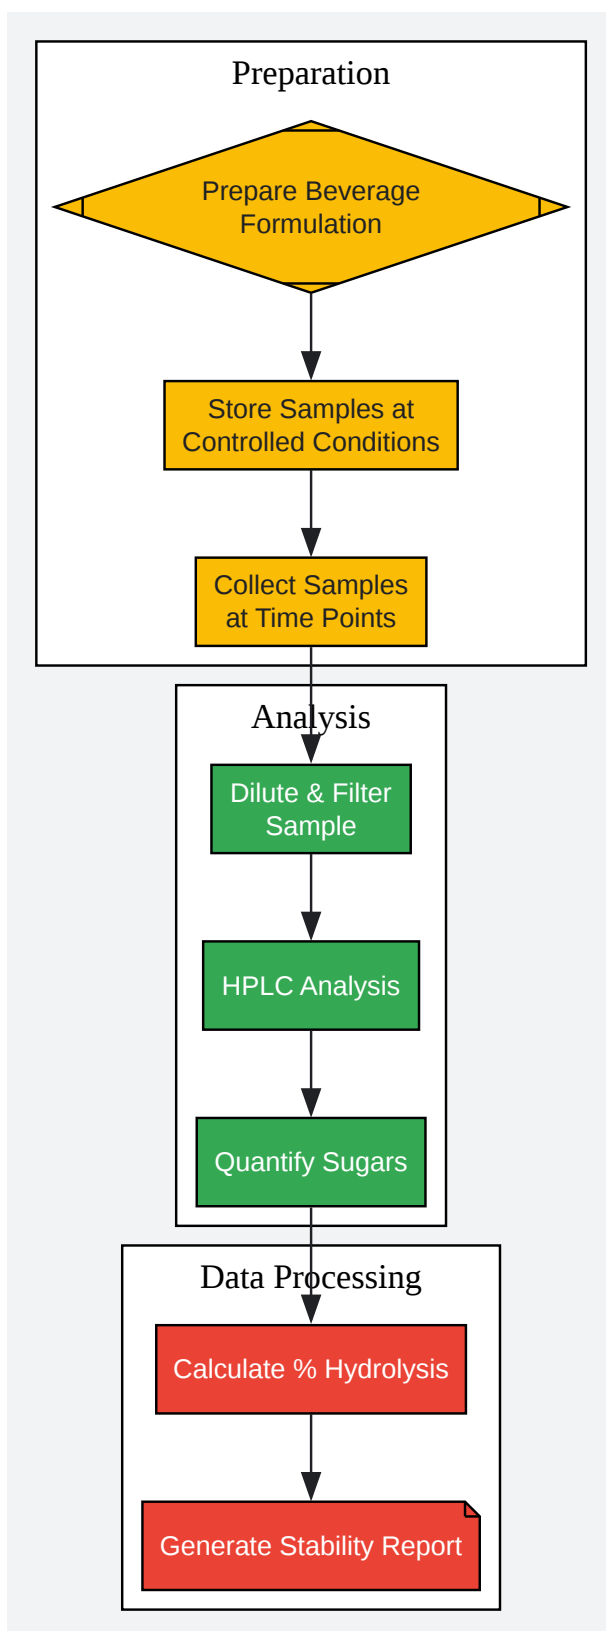 Preparation
Prepare Beverage
Formulation
Store Samples at
Controlled Conditions
Collect Samples
at Time Points
Analysis
Dilute & Filter
Sample
HPLC Analysis
Quantify Sugars
Data Processing
Calculate % Hydrolysis
Generate Stability Report